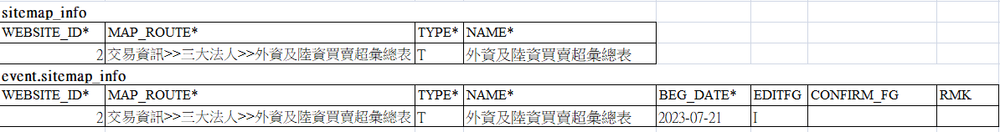 sitemap_info
WEBSITE_ID* MAP_ROUTE* TYPE* NAME*
2 交易資訊>>三大法人>>外資及陸資買賣超彙總表 T 外資及陸資買賣超彙總表
event.sitemap_info
WEBSITE_ID* MAP_ROUTE* TYPE* NAME* BEG_DATE* EDITFG CONFIRM_FG RMK
2 交易資訊>>三大法人>>外資及陸資買賣超彙總表 T 外資及陸資買賣超彙總表 2023-07-21 I